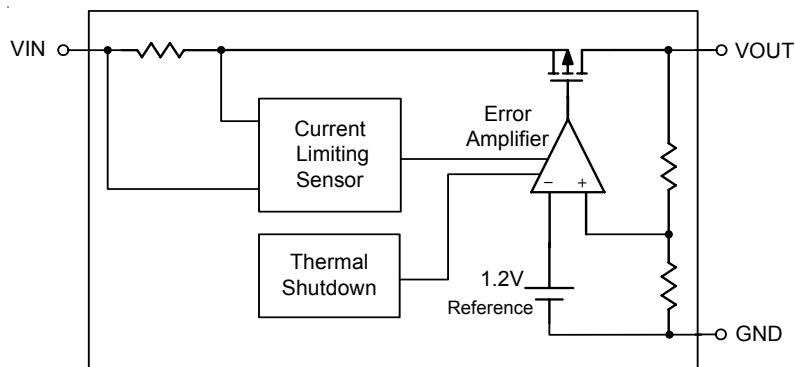 VIN
VOUT
Current
Limiting
Sensor
Error
Amplifier
− +
Thermal
Shutdown
1.2V
Reference
GND